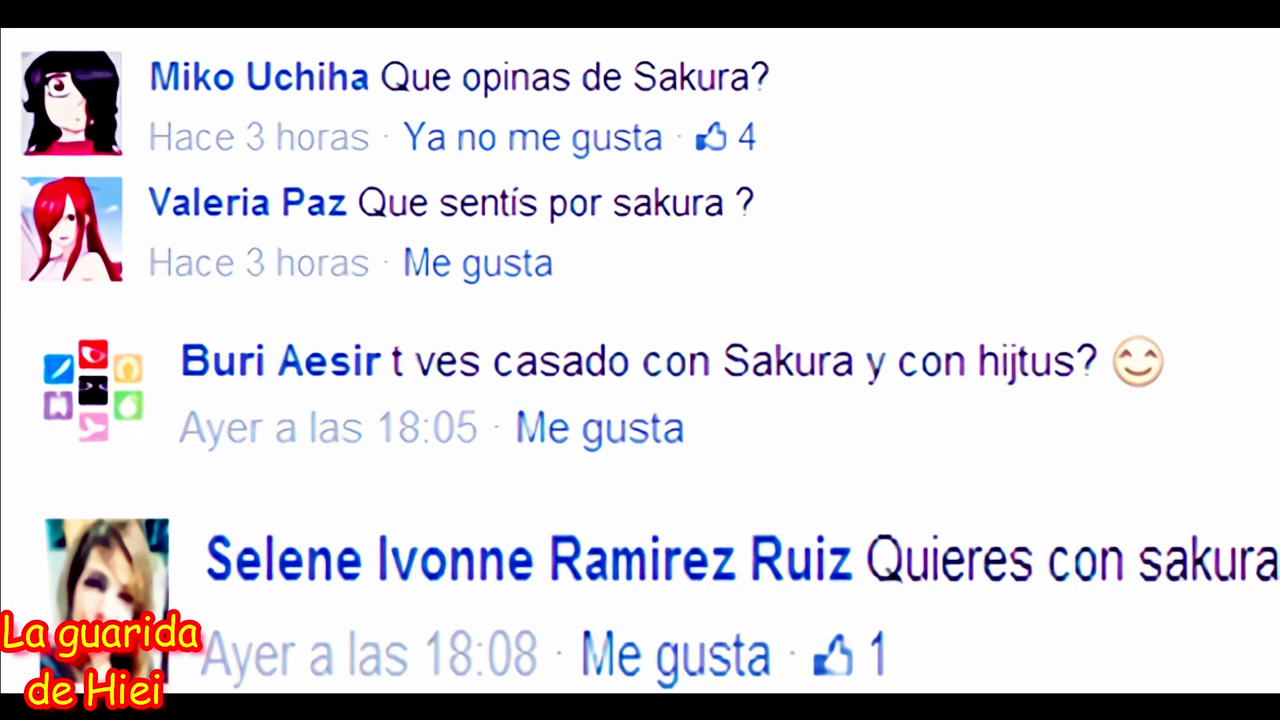 Miko Uchiha Que opinas de Sakura?
Hace 3 horas · Ya no me gusta · 4
Valeria Paz Que sentís por sakura ?
Hace 3 horas · Me gusta
Buri Aesir t ves casado con Sakura y con hijtus? 😊
Ayer a las 18:05 · Me gusta
Selene Ivonne Ramirez Ruiz Quieres con sakura
Ayer a las 18:08 · Me gusta · 1
La guarida
de Hiei